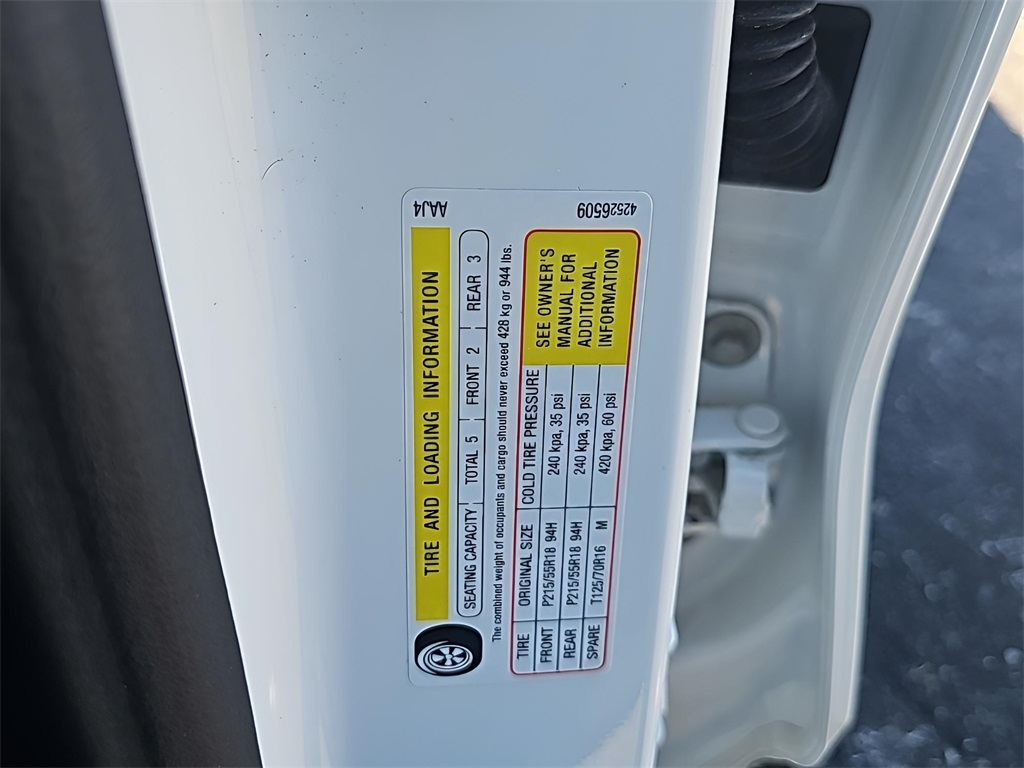 TIRE AND LOADING INFORMATION
SEATING CAPACITY TOTAL 5 FRONT 2 REAR 3
The combined weight of occupants and cargo should never exceed 428 kg or 944 lbs.
TIRE ORIGINAL SIZE COLD TIRE PRESSURE
FRONT P215/55R18 94H 240 kpa, 35 psi
REAR P215/55R18 94H 240 kpa, 35 psi
SPARE T125/70R16 M 420 kpa, 60 psi
SEE OWNER'S
MANUAL FOR
ADDITIONAL
INFORMATION
AAJ4
42526509